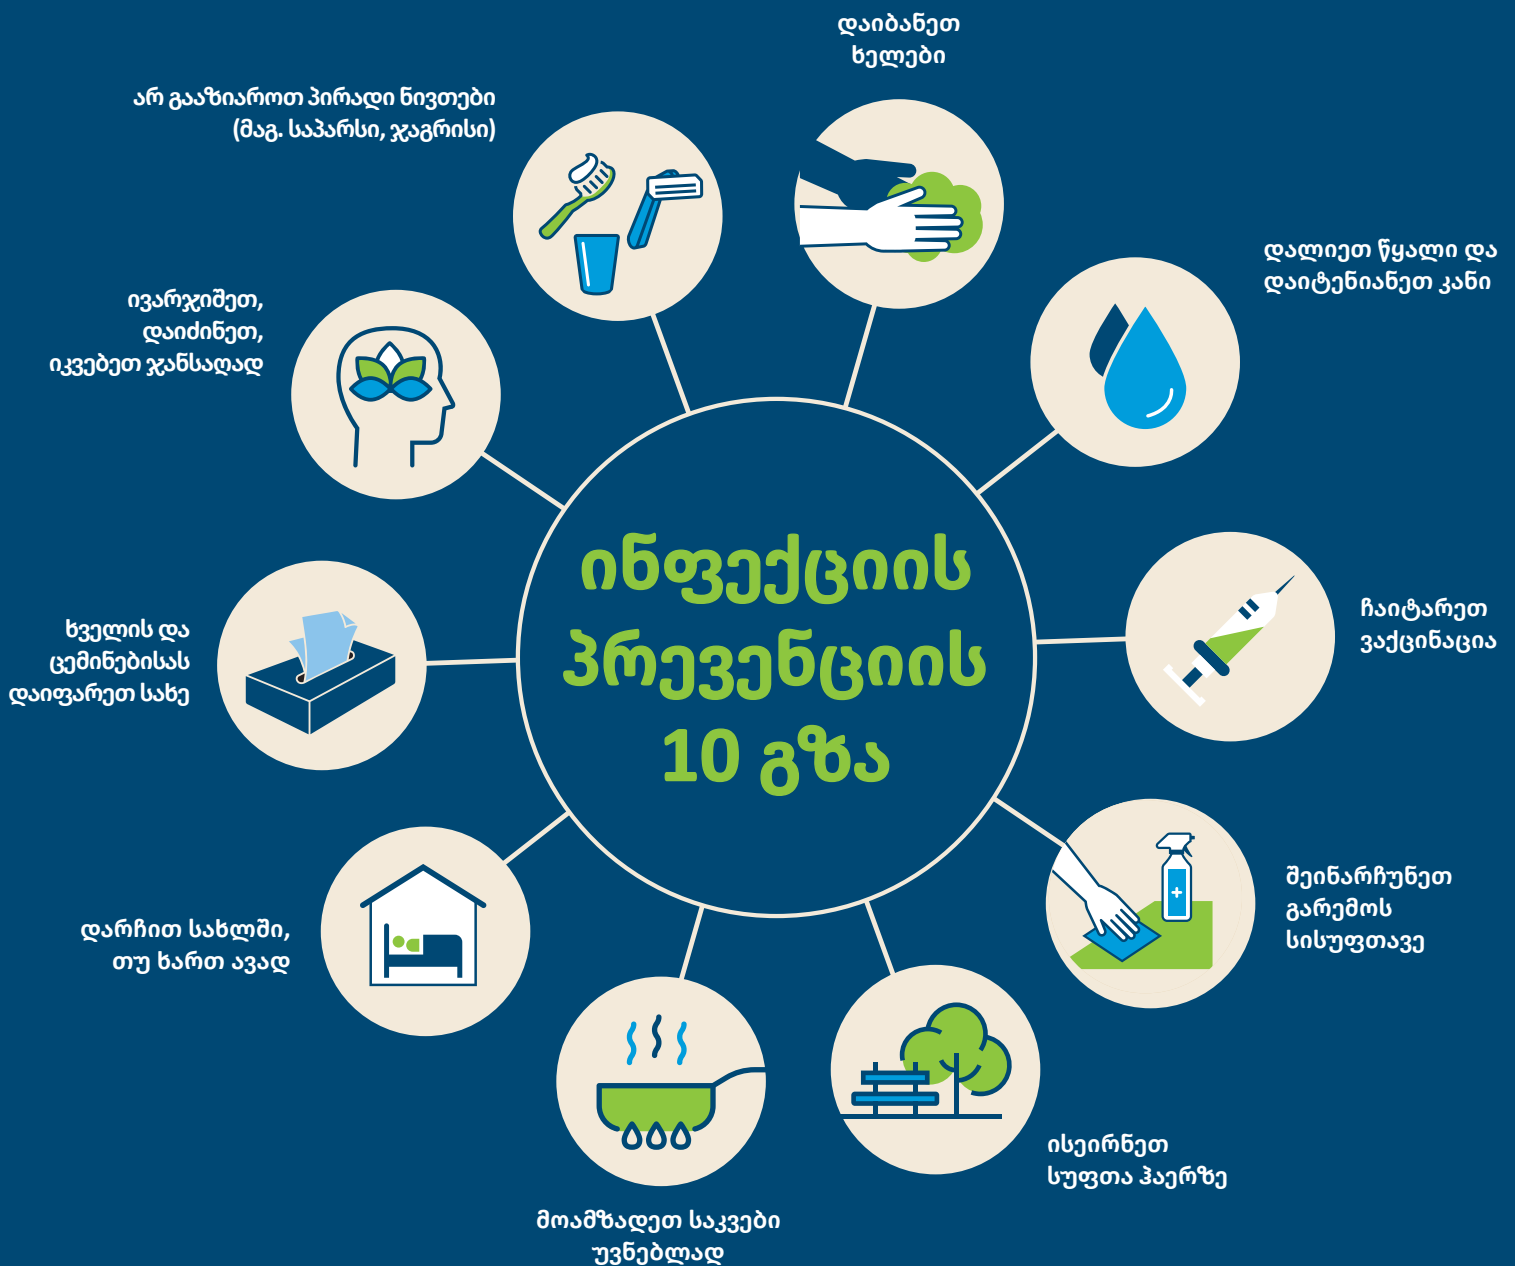 ინფექციის
პრევენციის
10 გზა
დაიბანეთ
ხელები
დალიეთ წყალი და
დაიტენიანეთ კანი
ჩაიტარეთ
ვაქცინაცია
შეინარჩუნეთ
გარემოს
სისუფთავე
ისეირნეთ
სუფთა ჰაერზე
მოამზადეთ საკვები
უვნებლად
დარჩით სახლში,
თუ ხართ ავად
ხველის და
ცემინებისას
დაიფარეთ სახე
ივარჯიშეთ,
დაიძინეთ,
იკვებეთ ჯანსაღად
არ გააზიაროთ პირადი ნივთები
(მაგ. საპარსი, ჯაგრისი)